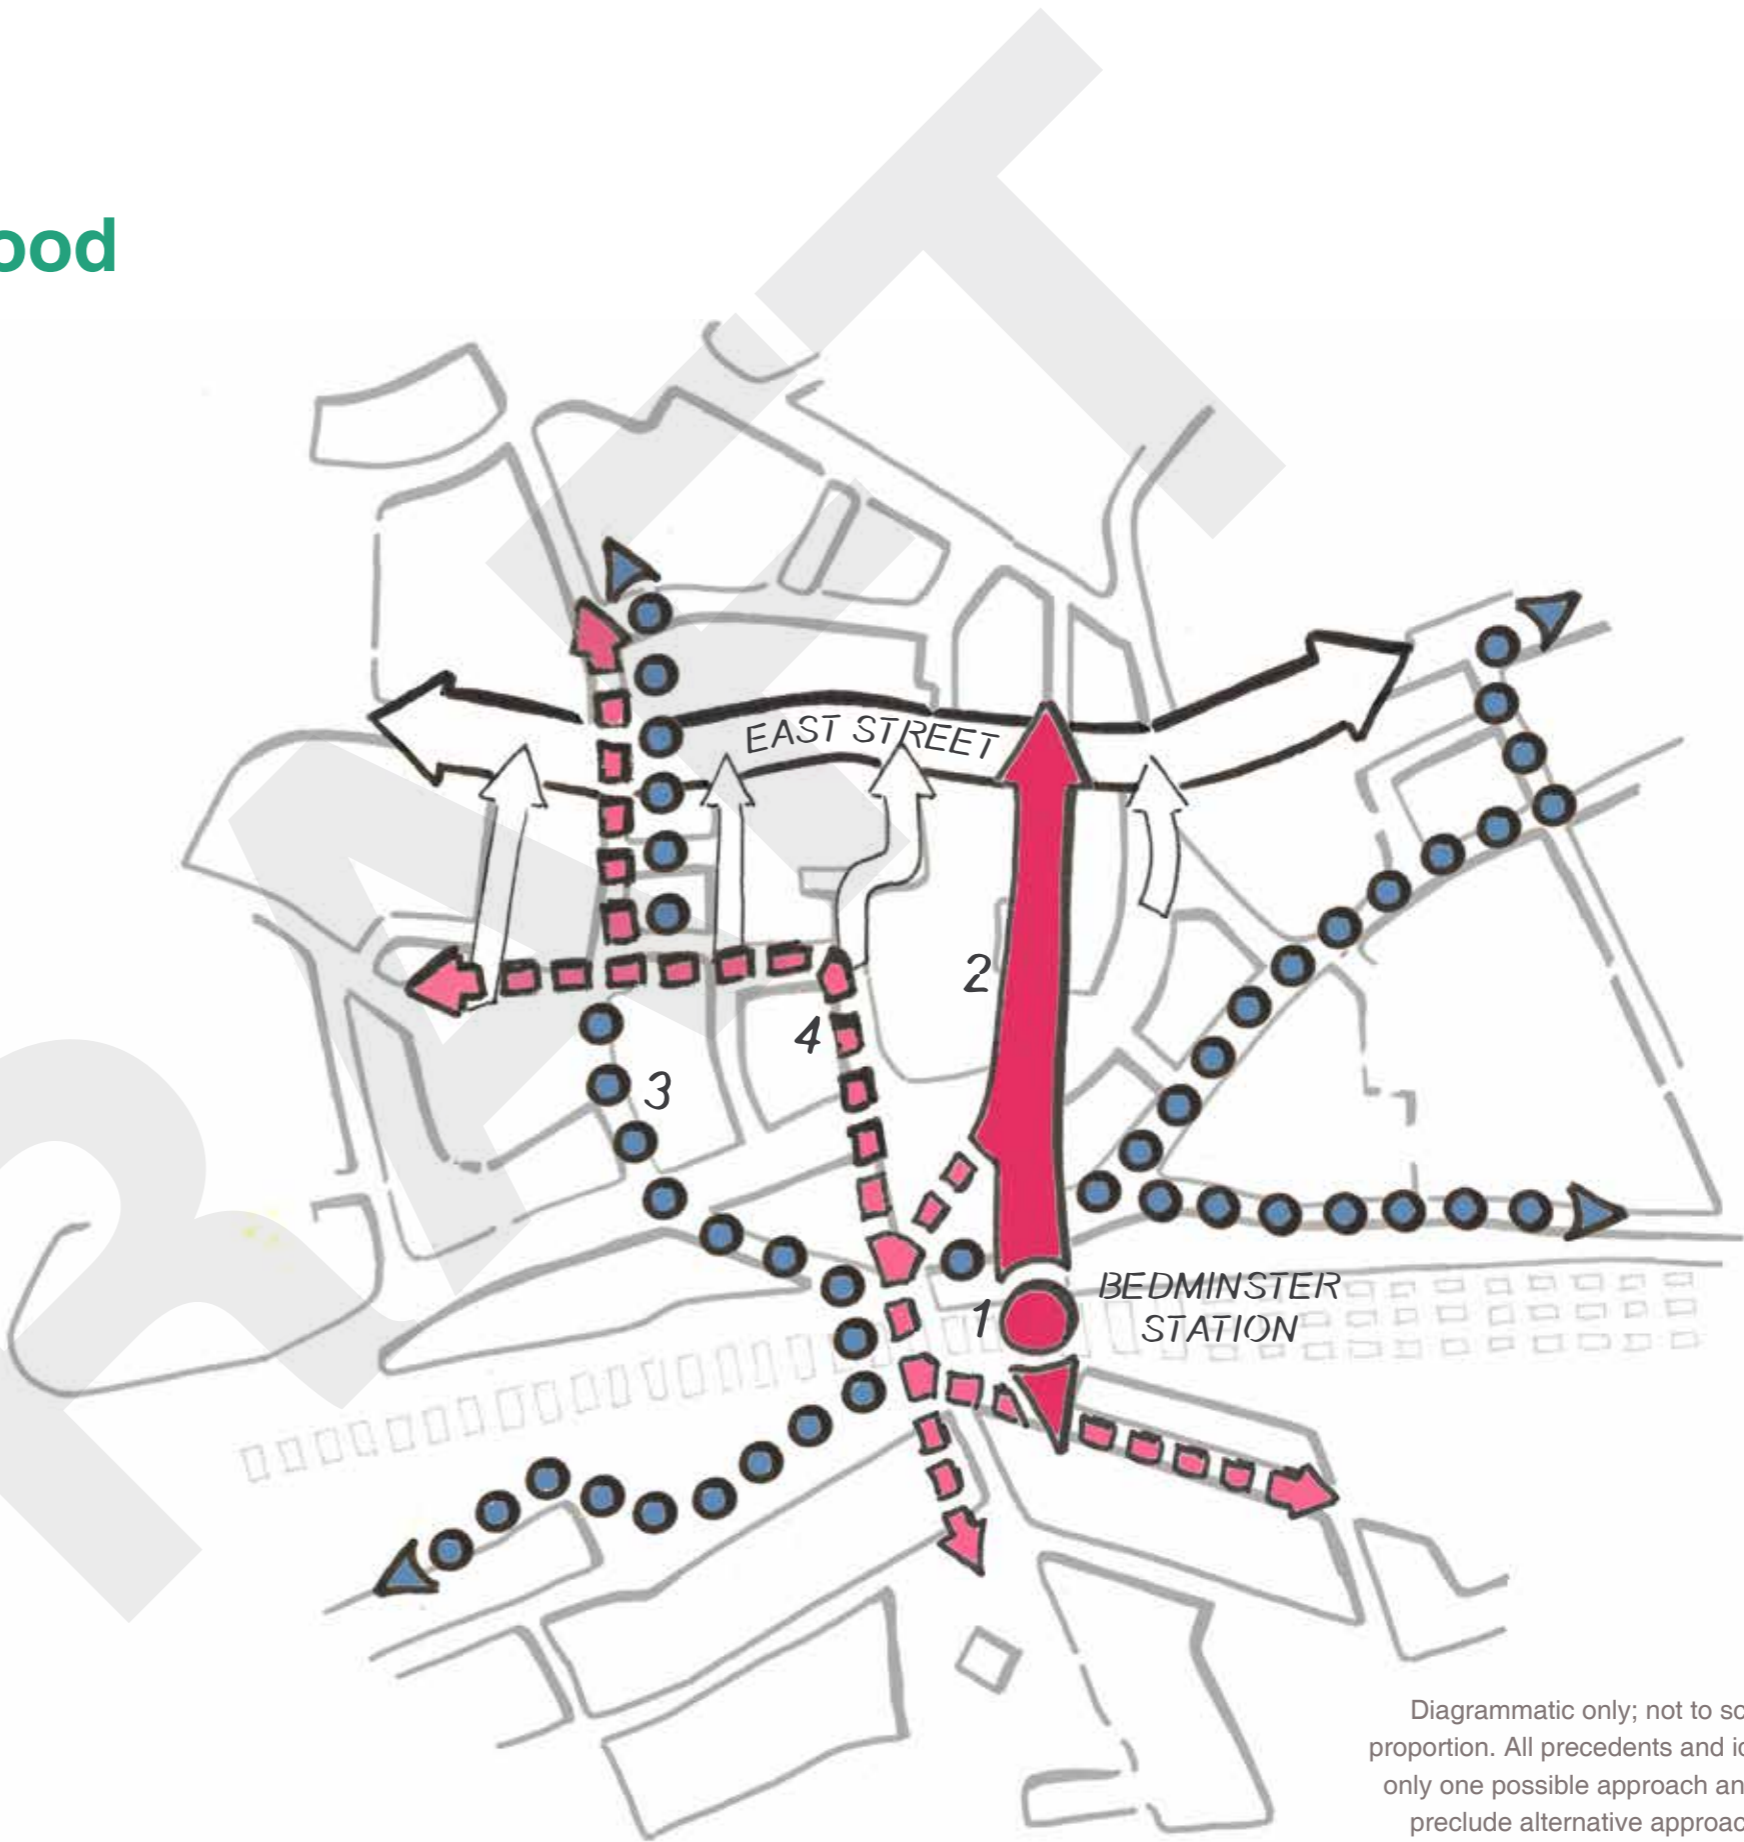 ood
EAST STREET
2
4
3
1
BEDMINSTER
STATION
Diagrammatic only; not to sc
proportion. All precedents and i
only one possible approach an
preclude alternative approac
RAFT